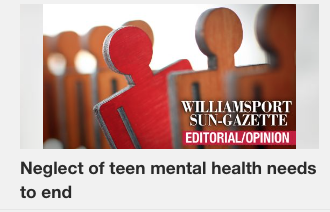 WILLIAMSPORT
SUN-GAZETTE
EDITORIAL/OPINION
Neglect of teen mental health needs
to end